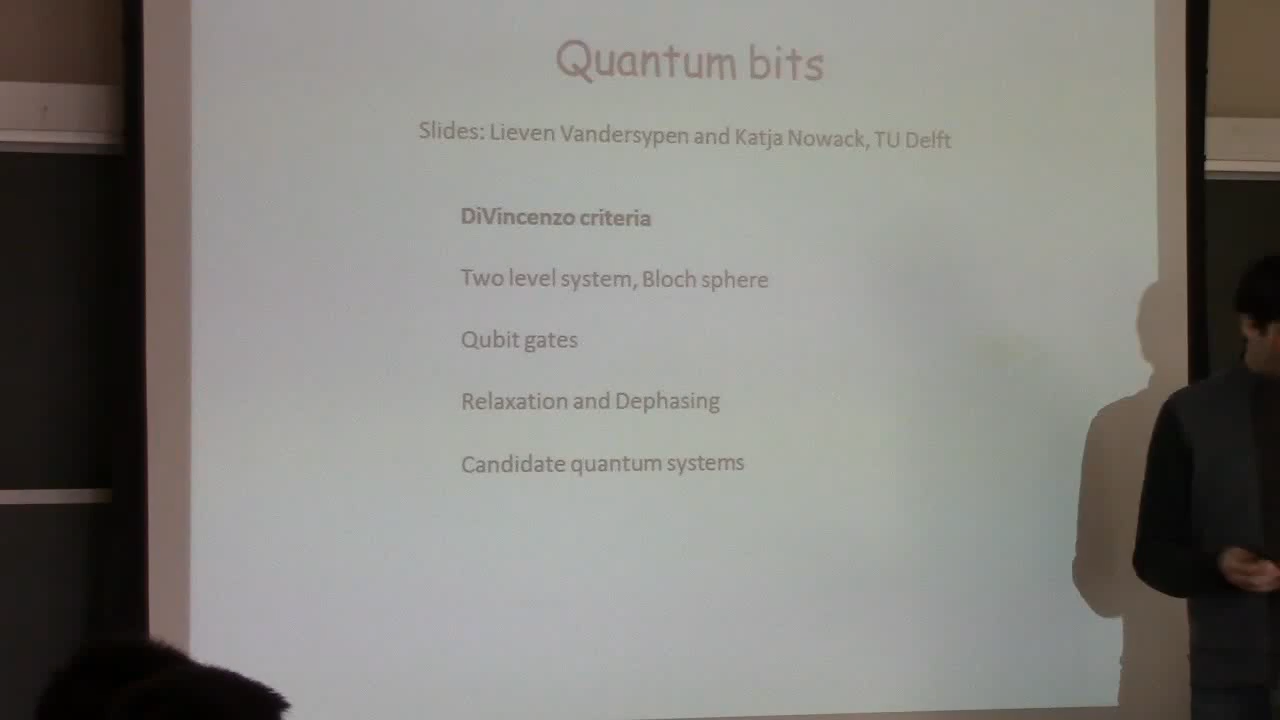 Quantum bits
Slides: Lieven Vandersypen and Katja Nowack, TU Delft
DiVincenzo criteria
Two level system, Bloch sphere
Qubit gates
Relaxation and Dephasing
Candidate quantum systems